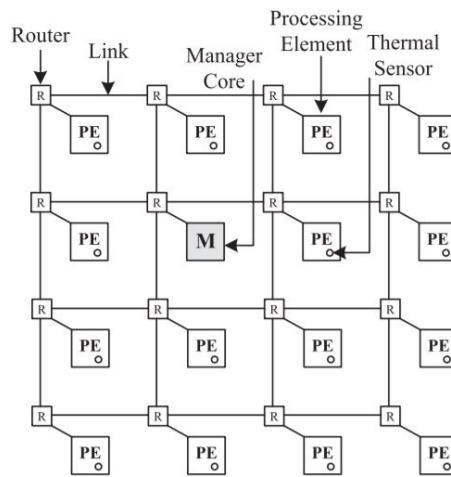 Router
Link
Manager
Core
Processing
Element
Thermal
Sensor
R R R R
PE PE PE PE
R R R R
PE M PE PE
R R R R
PE PE PE PE
R R R R
PE PE PE PE